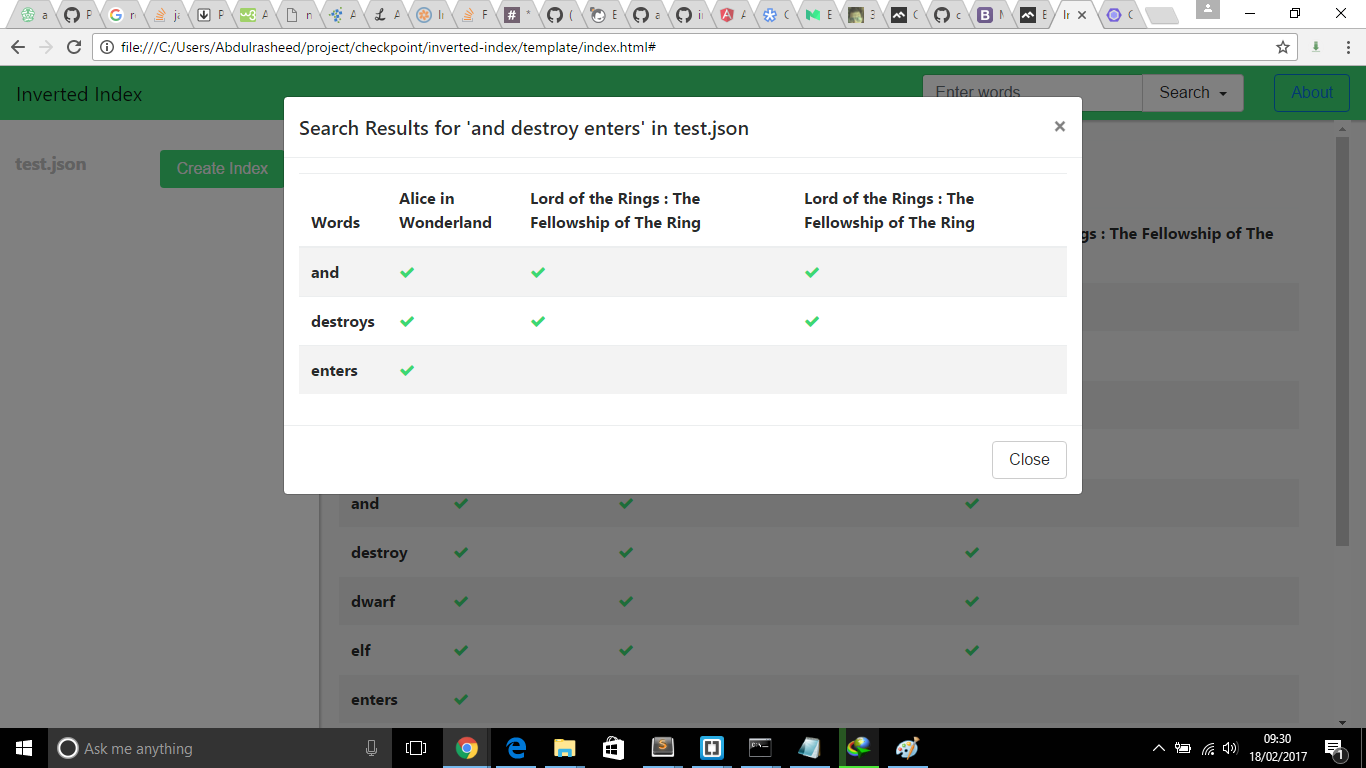 file:///C:/Users/Abdulrasheed/project/checkpoint/inverted-index/template/index.html#
Inverted Index
Enter words
Search
About
test.json
Create Index
Search Results for 'and destroy enters' in test.json
×
Words
Alice in
Wonderland
Lord of the Rings : The
Fellowship of The Ring
Lord of the Rings : The
Fellowship of The Ring
and
destroys
enters
Close
gs : The Fellowship of The
and
destroy
dwarf
elf
enters
Ask me anything
09:30
18/02/2017
1